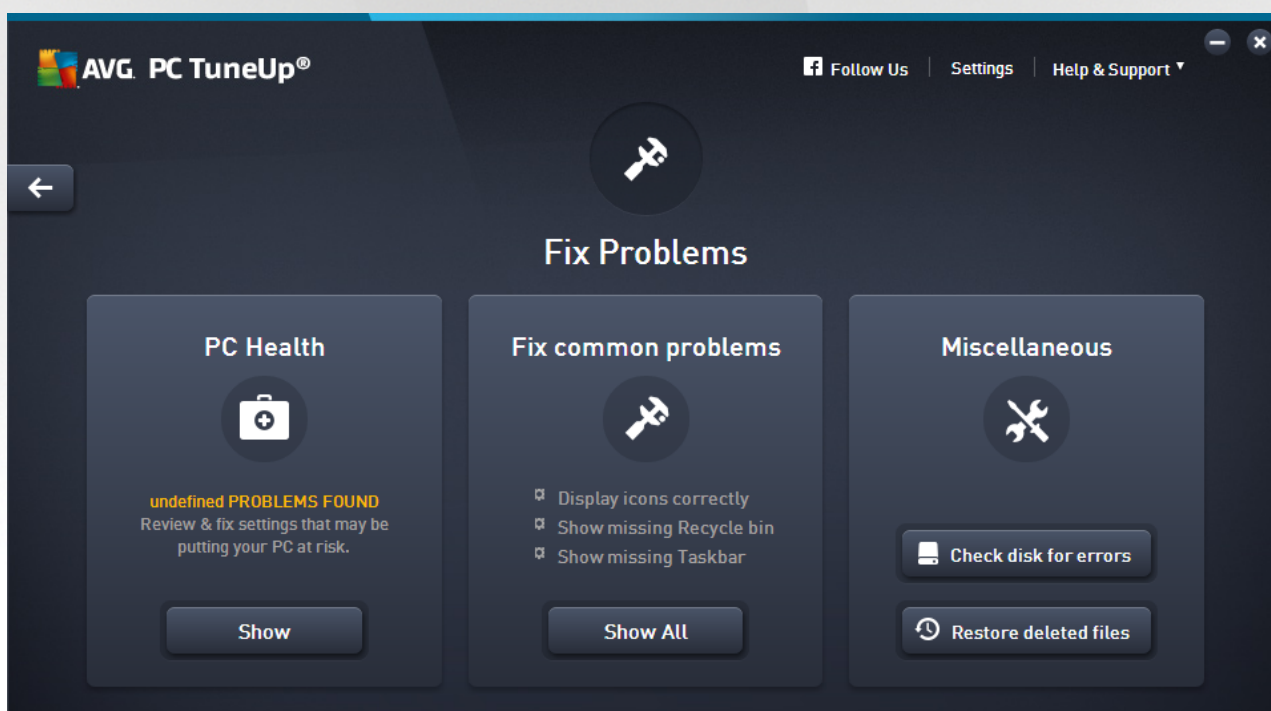 AVG. PC TuneUp®
Follow Us
Settings
Help & Support
Fix Problems
PC Health
undefined PROBLEMS FOUND
Review & fix settings that may be
putting your PC at risk.
Show
Fix common problems
Display icons correctly
Show missing Recycle bin
Show missing Taskbar
Show All
Miscellaneous
Check disk for errors
Restore deleted files